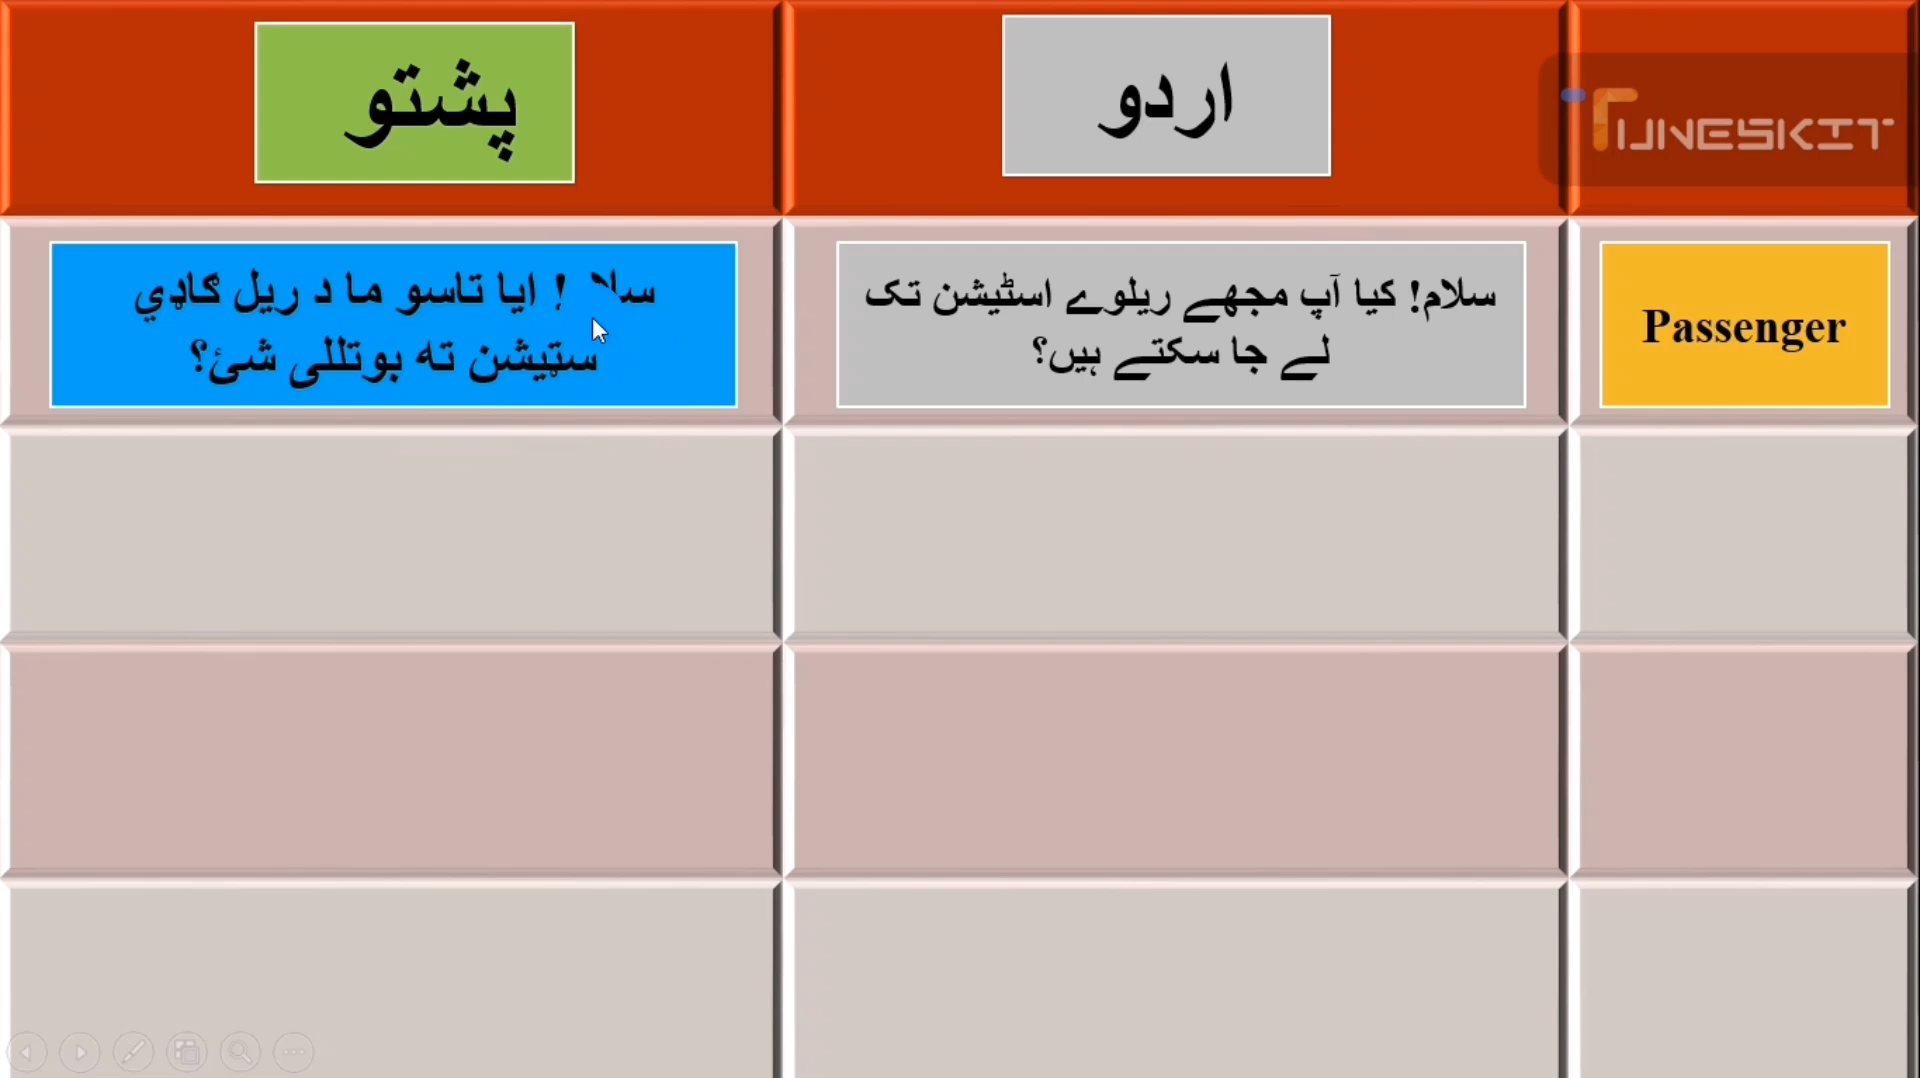 پشتو
اردو
TUNESKIT
! ایا تاسو ما د ریل ګاډي
سټیشن ته بوتللی شئ؟
سلام! کیا آپ مجھے ریلوے اسٹیشن تک
لے جا سکتے ہیں؟
Passenger